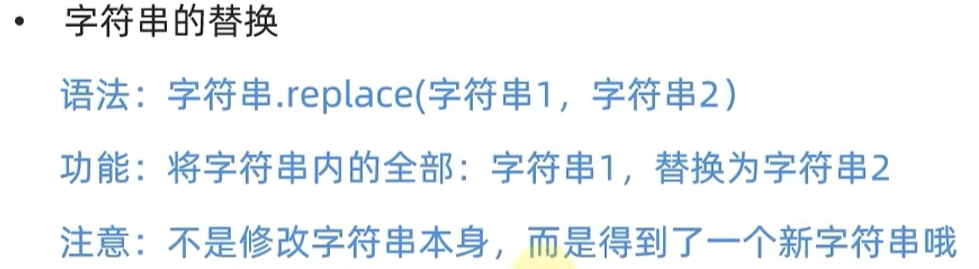 • 字符串的替换
语法：字符串.replace(字符串1，字符串2）
功能：将字符串内的全部：字符串1，替换为字符串2
注意：不是修改字符串本身，而是得到了一个新字符串哦